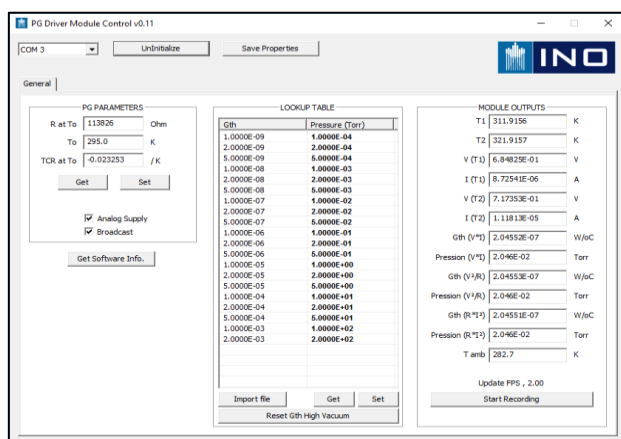 PG Driver Module Control v0.11
COM 3 UnInitialize Save Properties
INO
General
PG PARAMETERS
R at To 113826 Ohm
To 295.0 K
TCR at To -0.023253 / K
Get Set
Analog Supply
Broadcast
Get Software Info.
LOOKUP TABLE
Gth Pressure (Torr)
1.0000E-09 1.0000E-04
2.0000E-09 2.0000E-04
5.0000E-09 5.0000E-04
1.0000E-08 1.0000E-03
2.0000E-08 2.0000E-03
5.0000E-08 5.0000E-03
1.0000E-07 1.0000E-02
2.0000E-07 2.0000E-02
5.0000E-07 5.0000E-02
1.0000E-06 1.0000E-01
2.0000E-06 2.0000E-01
5.0000E-06 5.0000E-01
1.0000E-05 1.0000E+00
2.0000E-05 2.0000E+00
5.0000E-05 5.0000E+00
1.0000E-04 1.0000E+01
2.0000E-04 2.0000E+01
5.0000E-04 5.0000E+01
1.0000E-03 1.0000E+02
2.0000E-03 2.0000E+02
Import file Get Set
Reset Gth High Vacuum
MODULE OUTPUTS
T1 311.9156 K
T2 321.9157 K
V (T1) 6.84825E-01 V
I (T1) 8.72541E-06 A
V (T2) 7.17353E-01 V
I (T2) 1.11813E-05 A
Gth (V*I) 2.04552E-07 W/oC
Pression (V*I) 2.046E-02 Torr
Gth (V²/R) 2.04553E-07 W/oC
Pression (V²/R) 2.046E-02 Torr
Gth (R*I²) 2.04551E-07 W/oC
Pression (R*I²) 2.046E-02 Torr
T amb 282.7 K
Update FPS , 2.00
Start Recording